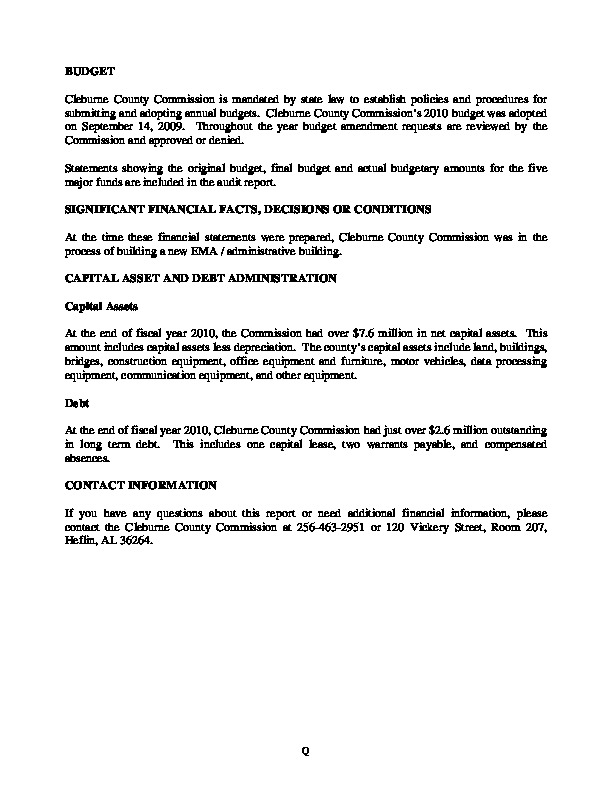 BUDGET
Cleburne County Commission is mandated by state law to establish policies and procedures for
submitting and adopting annual budgets. Cleburne County Commission's 2010 budget was adopted
on September 14, 2009. Throughout the year budget amendment requests are reviewed by the
Commission and approved or denied.
Statements showing the original budget, final budget and actual budgetary amounts for the five
major funds are included in the audit report.
SIGNIFICANT FINANCIAL FACTS, DECISIONS OR CONDITIONS
At the time these financial statements were prepared, Cleburne County Commission was in the
process of building a new EMA / administrative building.
CAPITAL ASSET AND DEBT ADMINISTRATION
Capital Assets
At the end of fiscal year 2010, the Commission had over $7.6 million in net capital assets. This
amount includes capital assets less depreciation. The county's capital assets include land, buildings,
bridges, construction equipment, office equipment and furniture, motor vehicles, data processing
equipment, communication equipment, and other equipment.
Debt
At the end of fiscal year 2010, Cleburne County Commission had just over $2.6 million outstanding
in long term debt. This includes one capital lease, two warrants payable, and compensated
absences.
CONTACT INFORMATION
If you have any questions about this report or need additional financial information, please
contact the Cleburne County Commission at 256-463-2951 or 120 Vickery Street, Room 207,
Heflin, AL 36264.
Q